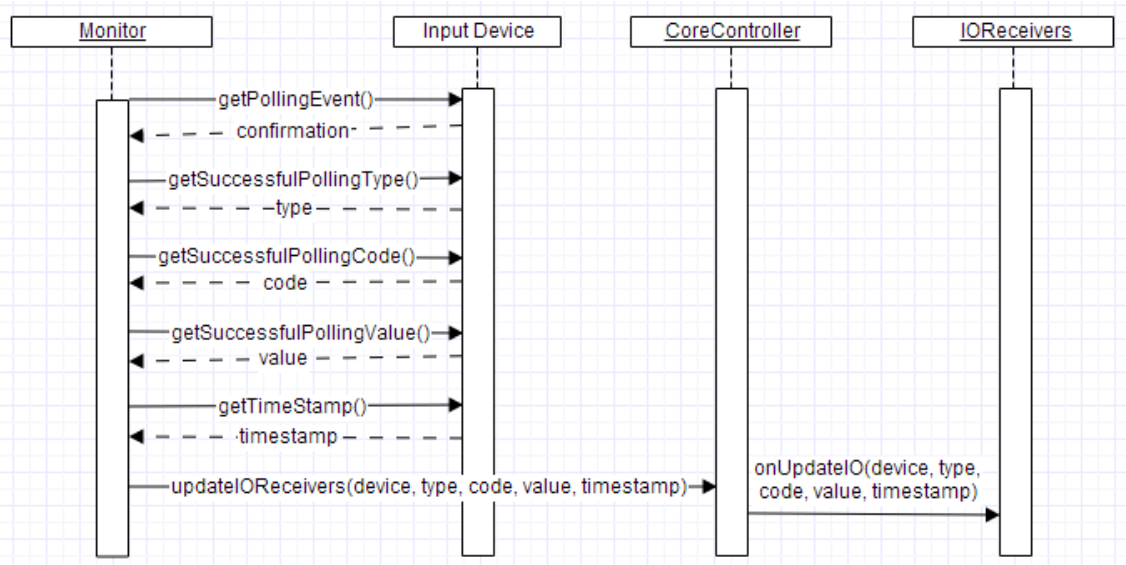 Monitor
Input Device
CoreController
IOReceivers
getPollingEvent()
confirmation
getSuccessfulPollingType()
type
getSuccessfulPollingCode()
code
getSuccessfulPollingValue()
value
getTimeStamp()
timestamp
updateIOReceivers(device, type, code, value, timestamp)
onUpdateIO(device, type,
code, value, timestamp)